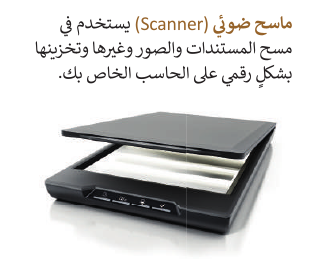 ماسح ضوئي (Scanner) يستخدم في
مسح المستندات والصور وغيرها وتخزينها
بشكلٍ رقمي على الحاسب الخاص بك.